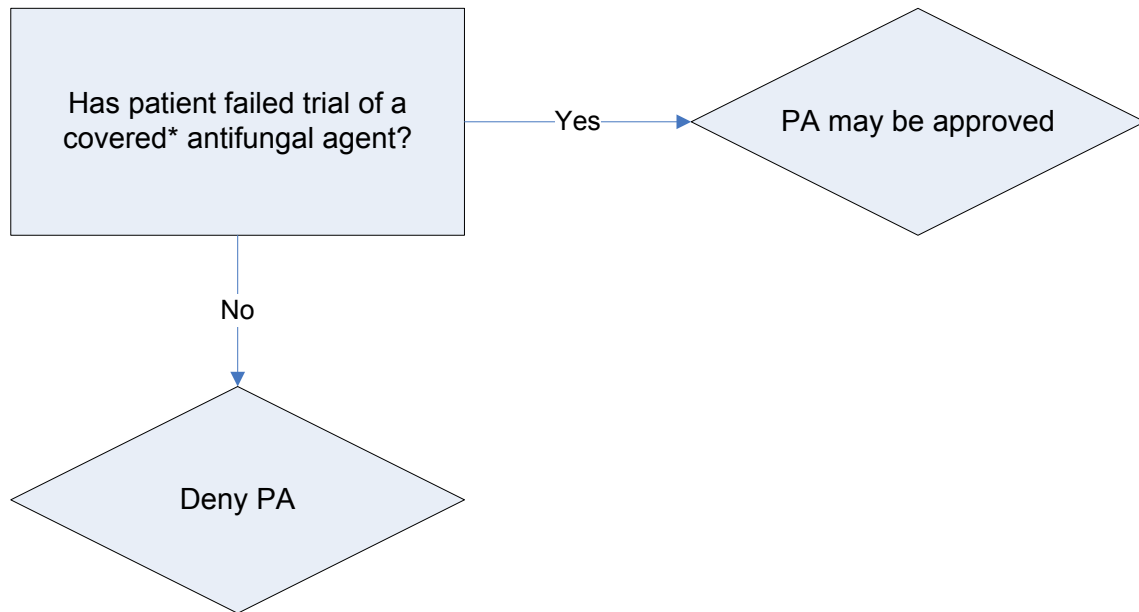 Has patient failed trial of a
covered* antifungal agent?
Yes
PA may be approved
No
Deny PA